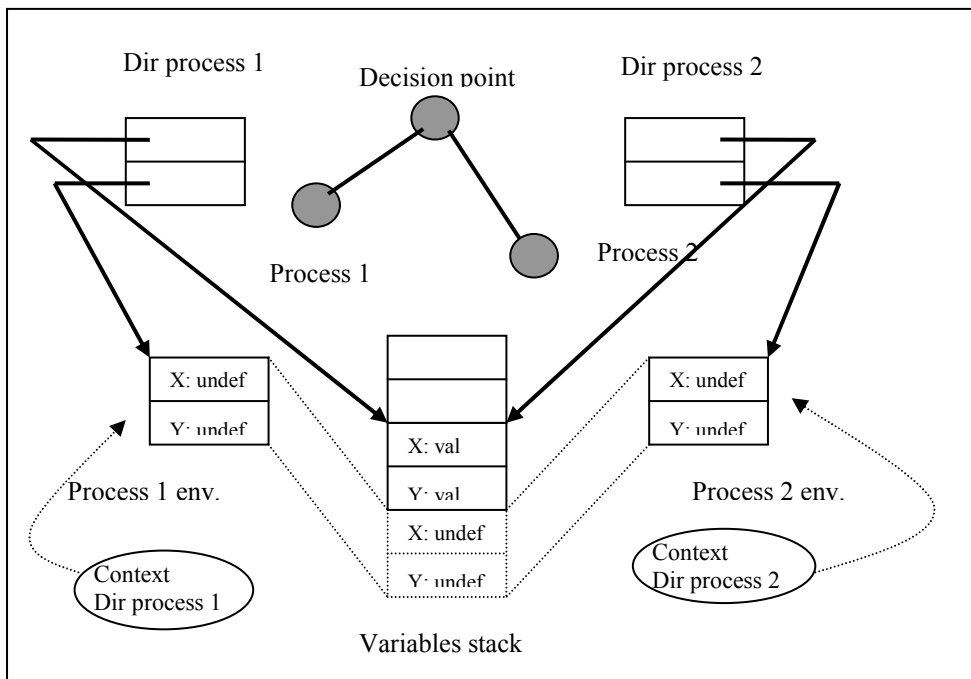 Dir process 1
Decision point
Dir process 2
Process 1
Process 2
X: undef
Y: undef
X: val
Y: val
X: undef
Y: undef
X: undef
Y: undef
Process 1 env.
Process 2 env.
Context
Dir process 1
Context
Dir process 2
Variables stack